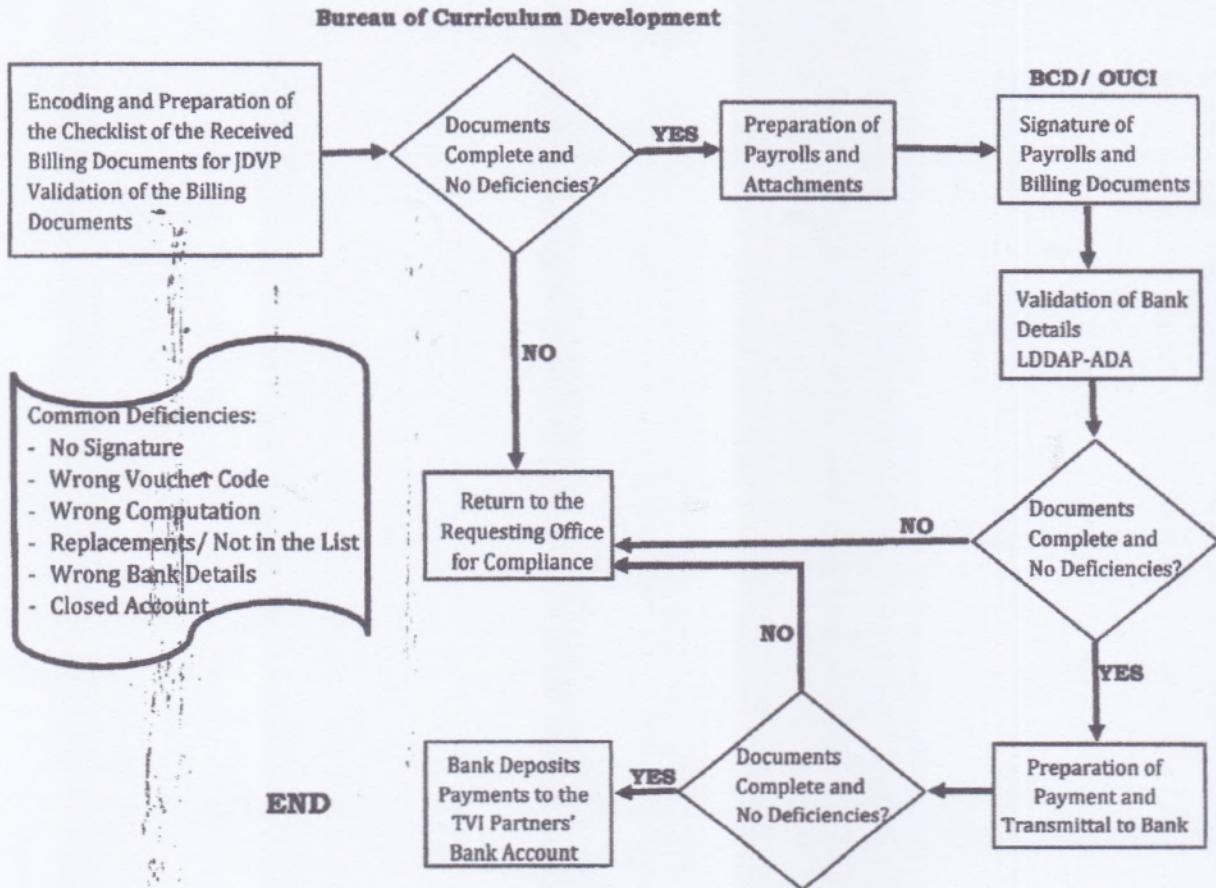 Bureau of Curriculum Development
Encoding and Preparation of
the Checklist of the Received
Billing Documents for JDVP
Validation of the Billing
Documents
Documents
Complete and
No Deficiencies?
YES
Preparation of
Payrolls and
Attachments
BCD/ OUCI
Signature of
Payrolls and
Billing Documents
Validation of Bank
Details
LDDAP-ADA
NO
Common Deficiencies:
- No Signature
- Wrong Voucher Code
- Wrong Computation
- Replacements/ Not in the List
- Wrong Bank Details
- Closed Account
Return to the
Requesting Office
for Compliance
NO
Documents
Complete and
No Deficiencies?
NO
YES
END
Bank Deposits
Payments to the
TVI Partners'
Bank Account
YES
Documents
Complete and
No Deficiencies?
Preparation of
Payment and
Transmittal to Bank